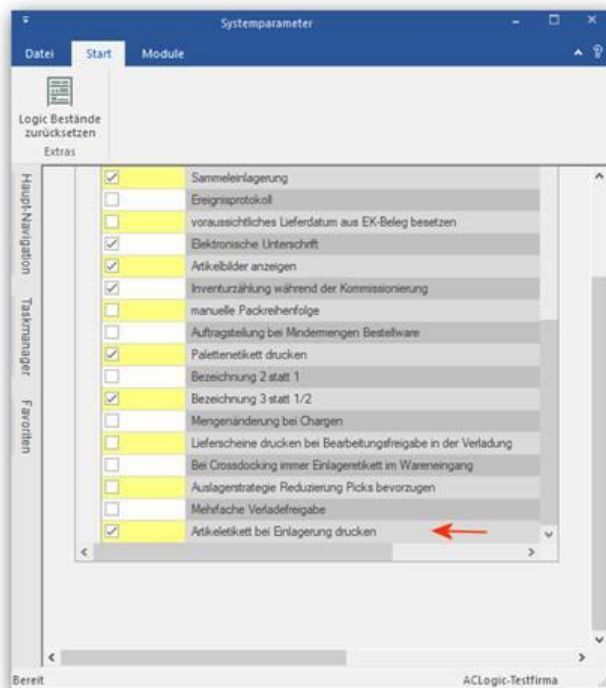 Systemparameter
Datei Start Module
Logic Bestände
zurücksetzen
Extras
Haupt-Navigation
Taskmanager
Favoriten
Sammeleinlagerung
Ereignisprotokoll
voraussichtliches Lieferdatum aus EK-Beleg besetzen
Elektronische Unterschrift
Artikelbilder anzeigen
Inventurzählung während der Kommissionierung
manuelle Packreihenfolge
Auftragsteilung bei Mindermengen Bestellware
Palettenetikett drucken
Bezeichnung 2 statt 1
Bezeichnung 3 statt 1/2
Mengenänderung bei Chargen
Lieferscheine drucken bei Bearbeitungsfreigabe in der Verladung
Bei Crossdocking immer Einlageretikett im Wareneingang
Auslagerstrategie Reduzierung Picks bevorzugen
Mehrfache Verladefreigabe
Artikeletikett bei Einlagerung drucken
Bereit ACLogic-Testfirma